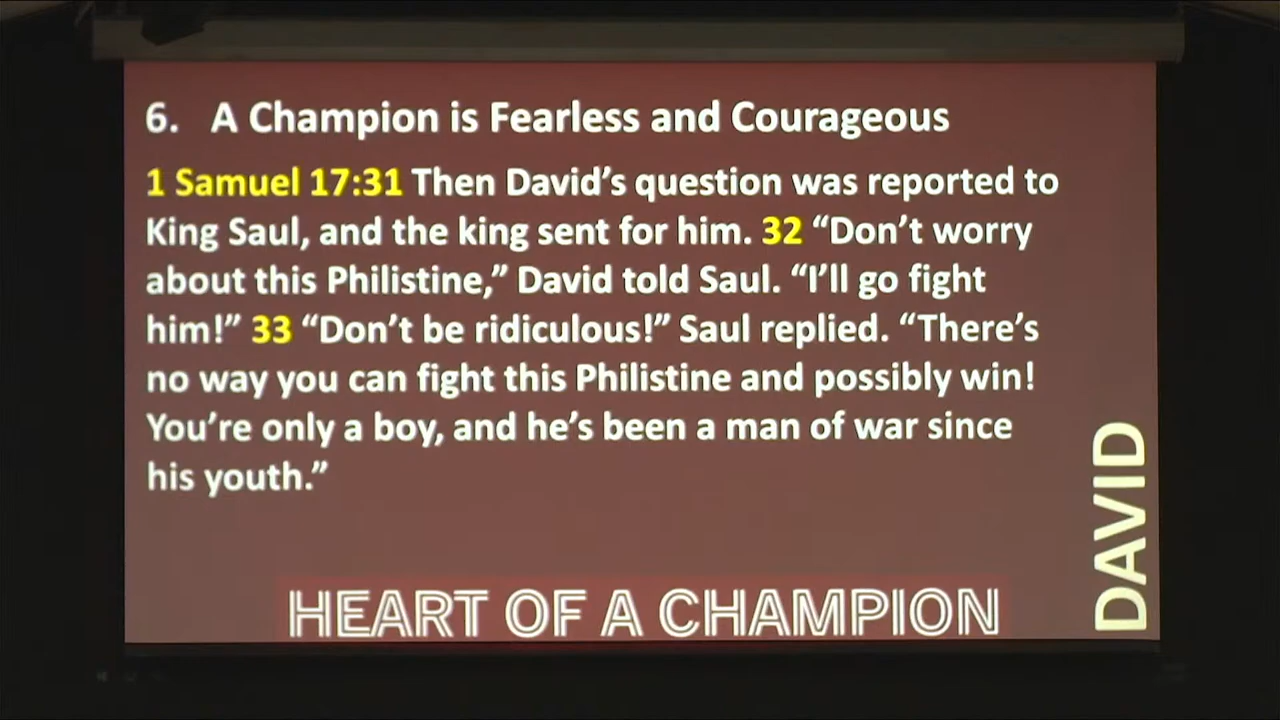 6. A Champion is Fearless and Courageous
1 Samuel 17:31 Then David’s question was reported to
King Saul, and the king sent for him. 32 “Don’t worry
about this Philistine,” David told Saul. “I’ll go fight
him!” 33 “Don’t be ridiculous!” Saul replied. “There’s
no way you can fight this Philistine and possibly win!
You’re only a boy, and he’s been a man of war since
his youth.”
DAVID
HEART OF A CHAMPION